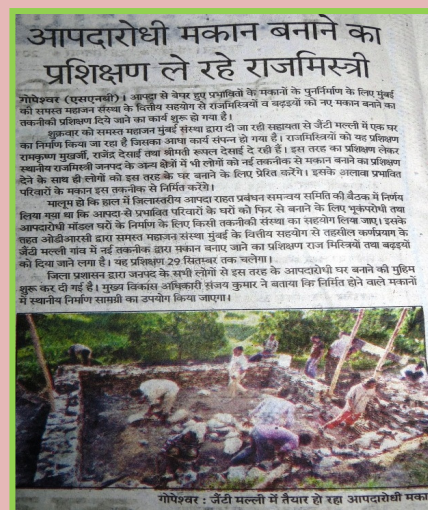 आपदारोधी मकान बनाने का
प्रशिक्षण ले रहे राजमिस्त्री
गोपेश्वर (एसएनबी)। आपदा से बेघर हुए प्रभावितों के मकानों के पुनर्निर्माण के लिए मुंबई
की समस्त महाजन संस्था के वित्तीय सहयोग से राजमिस्त्रियों व बढ़इयों को नए मकान बनाने का
तकनीकी प्रशिक्षण दिये जाने का कार्य शुरू हो गया है।
शुक्रवार को समस्त महाजन मुंबई संस्था द्वारा दी जा रही सहायता से जैंटी मल्ली में एक घर
का निर्माण किया जा रहा है जिसका आधा कार्य संपन्न हो गया है। राजमिस्त्रियों को यह प्रशिक्षण
रामकृष्ण मुखर्जी, राजेंद्र देसाई तथा श्रीमती रूपल देसाई दे रही हैं। इस तरह का प्रशिक्षण लेकर
स्थानीय राजमिस्त्री जनपद के अन्य क्षेत्रों में भी लोगों को नई तकनीक से मकान बनाने का प्रशिक्षण
देने के साथ ही लोगों को इस तरह के घर बनाने के लिए प्रेरित करेंगे। इसके अलावा प्रभावित
परिवारों के मकान इस तकनीक से निर्मित करेंगे।
मालूम हो कि हाल में जिलास्तरीय आपदा राहत प्रबंधन समन्वय समिति की बैठक में निर्णय
लिया गया था कि आपदा से प्रभावित परिवारों के घरों को फिर से बनाने के लिए भूकंपरोधी तथा
आपदारोधी मॉडल घरों के निर्माण के लिए किसी तकनीकी संस्था का सहयोग लिया जाए। इसके
तहत ओडीआरसी द्वारा समस्त महाजन संस्था मुंबई के वित्तीय सहयोग से तहसील कर्णप्रयाग के
जैंटी मल्ली गांव में नई तकनीक द्वारा मकान बनाए जाने का प्रशिक्षण राज मिस्त्रियों तथा बढ़इयों
को दिया जाने लगा है। यह प्रशिक्षण 29 सितम्बर तक चलेगा।
जिला प्रशासन द्वारा जनपद के सभी लोगों से इस तरह के आपदारोधी घर बनाने की मुहिम
शुरू कर दी गई है। मुख्य विकास अधिकारी संजय कुमार ने बताया कि निर्मित होने वाले मकानों
में स्थानीय निर्माण सामग्री का उपयोग किया जाएगा।
गोपेश्वर : जैंटी मल्ली में तैयार हो रहा आपदारोधी मका